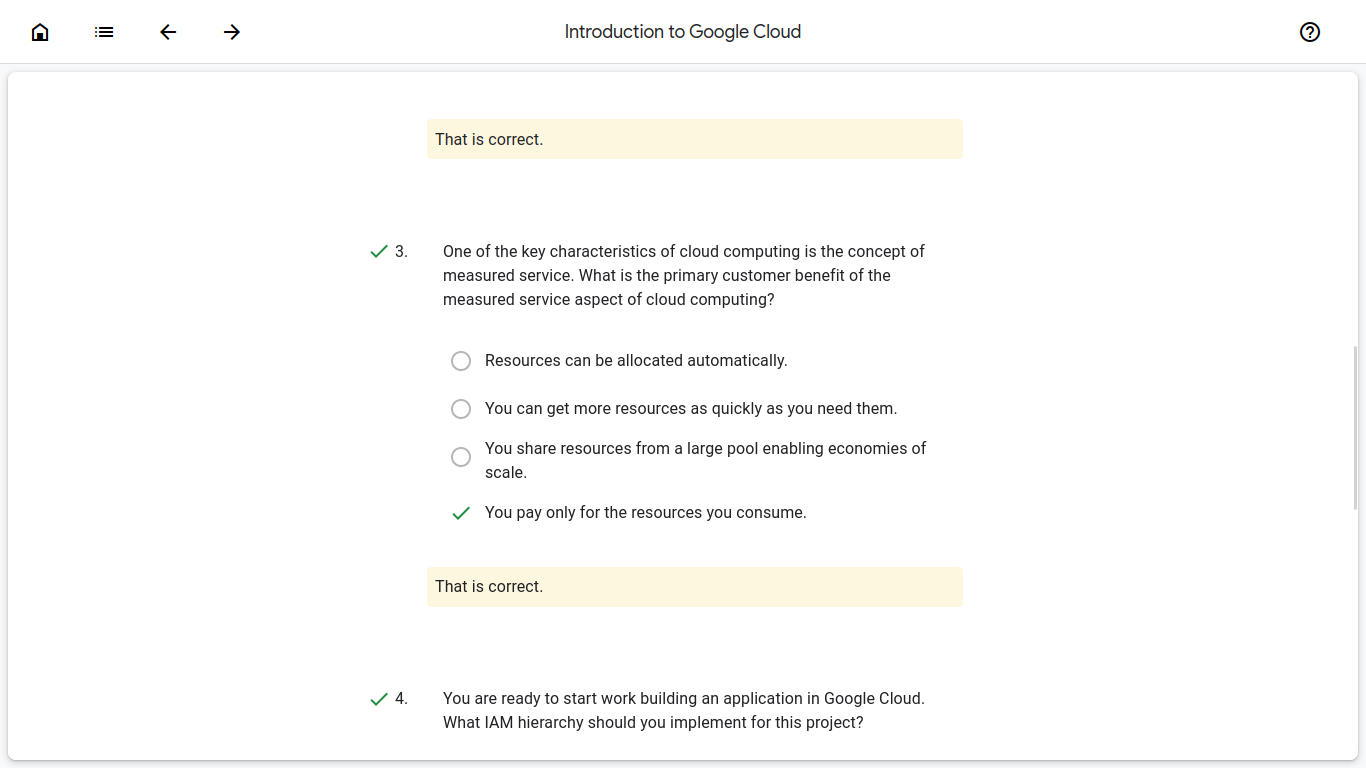 Introduction to Google Cloud
That is correct.
3.
One of the key characteristics of cloud computing is the concept of
measured service. What is the primary customer benefit of the
measured service aspect of cloud computing?
Resources can be allocated automatically.
You can get more resources as quickly as you need them.
You share resources from a large pool enabling economies of
scale.
You pay only for the resources you consume.
That is correct.
4.
You are ready to start work building an application in Google Cloud.
What IAM hierarchy should you implement for this project?